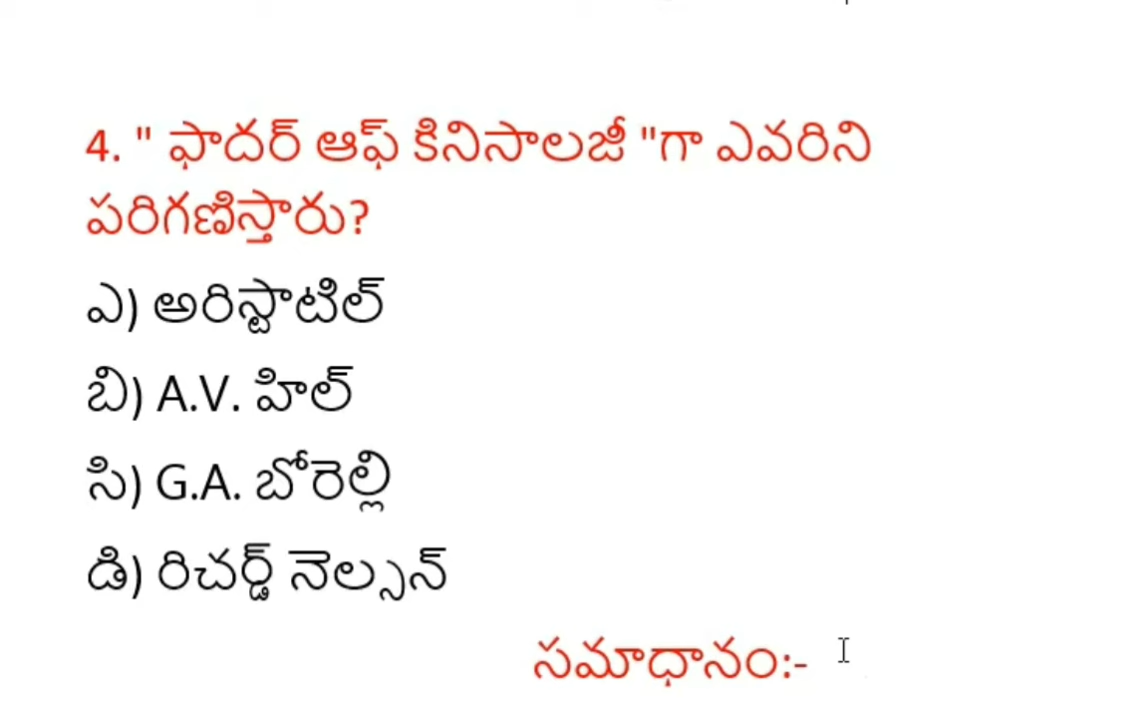 4. " ఫాదర్ ఆఫ్ కినిసాలజీ "గా ఎవరిని
పరిగణిస్తారు?
ఎ) అరిస్టాటిల్
బి) A.V. హిల్
సి) G.A. బోరెల్లి
డి) రిచర్డ్ నెల్సన్
సమాధానం:-